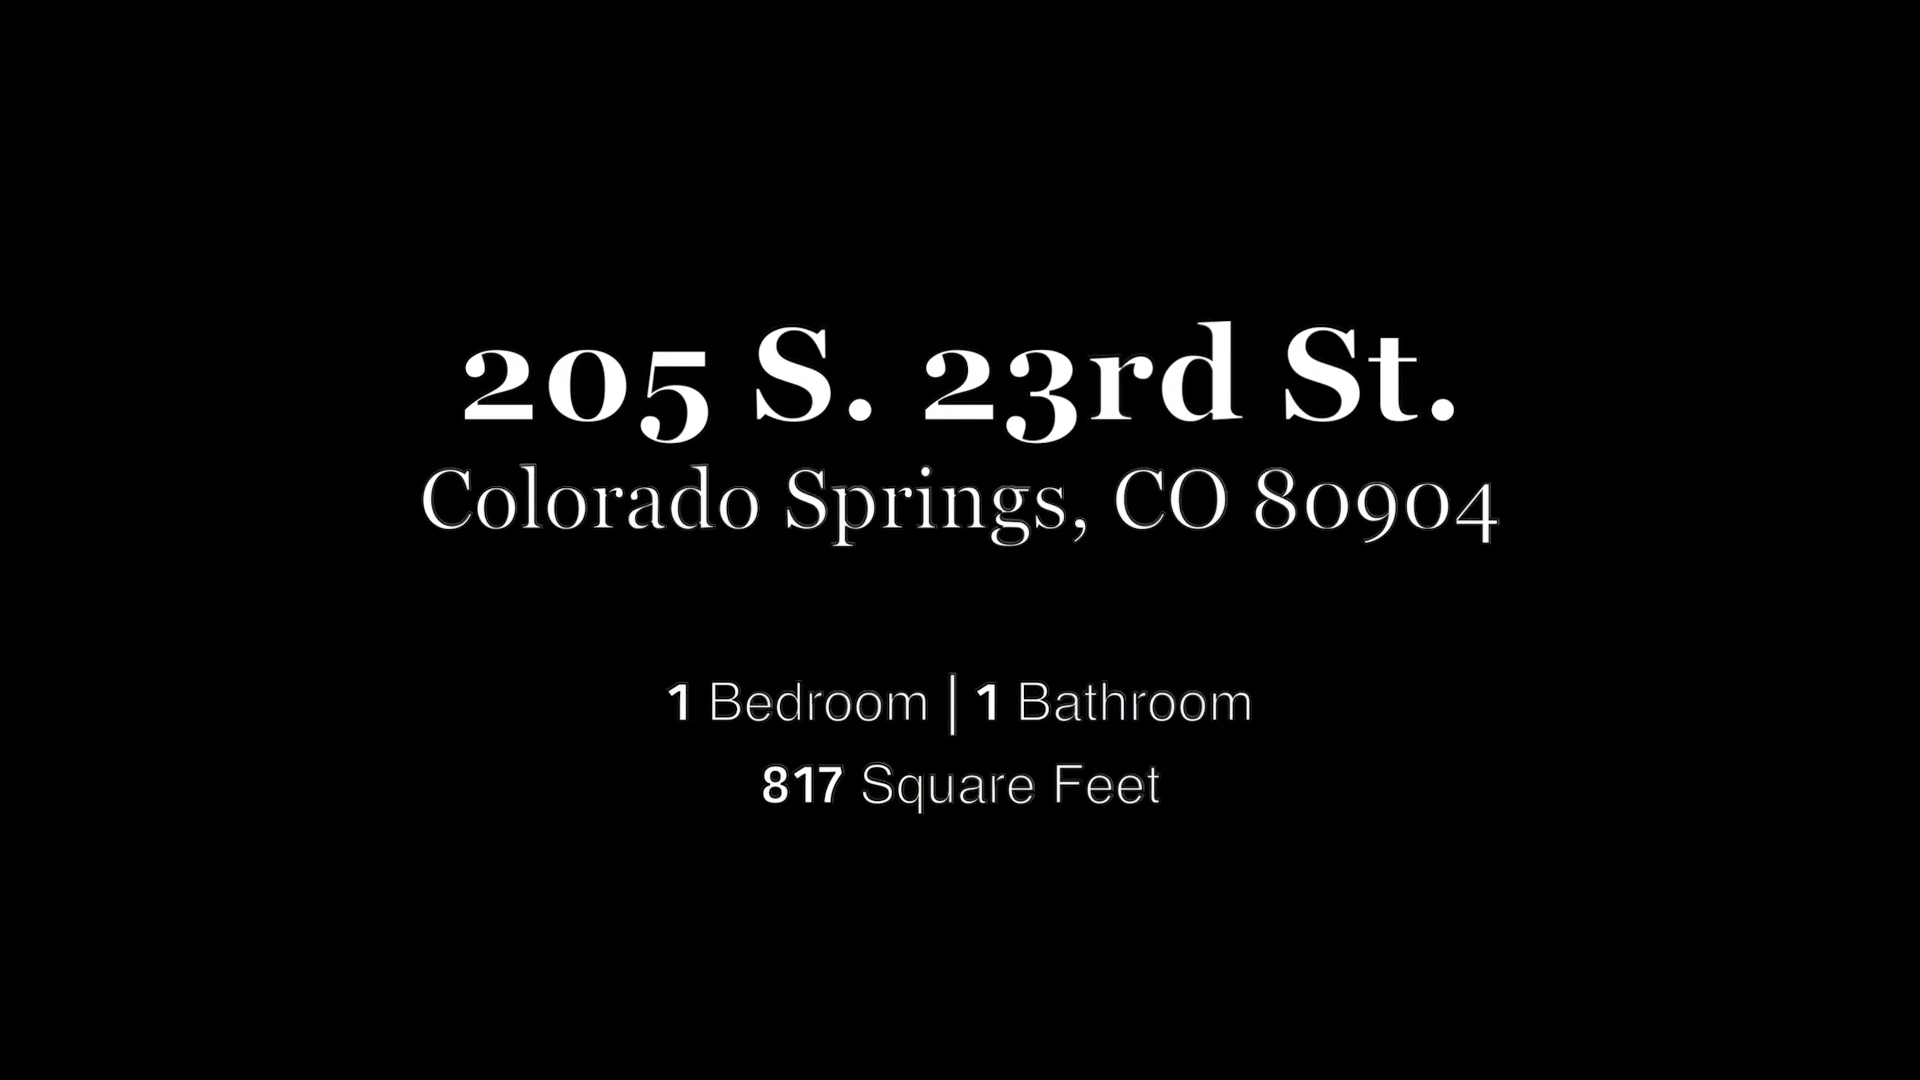 205 S. 23rd St.
Colorado Springs, CO 80904
1 Bedroom | 1 Bathroom
817 Square Feet